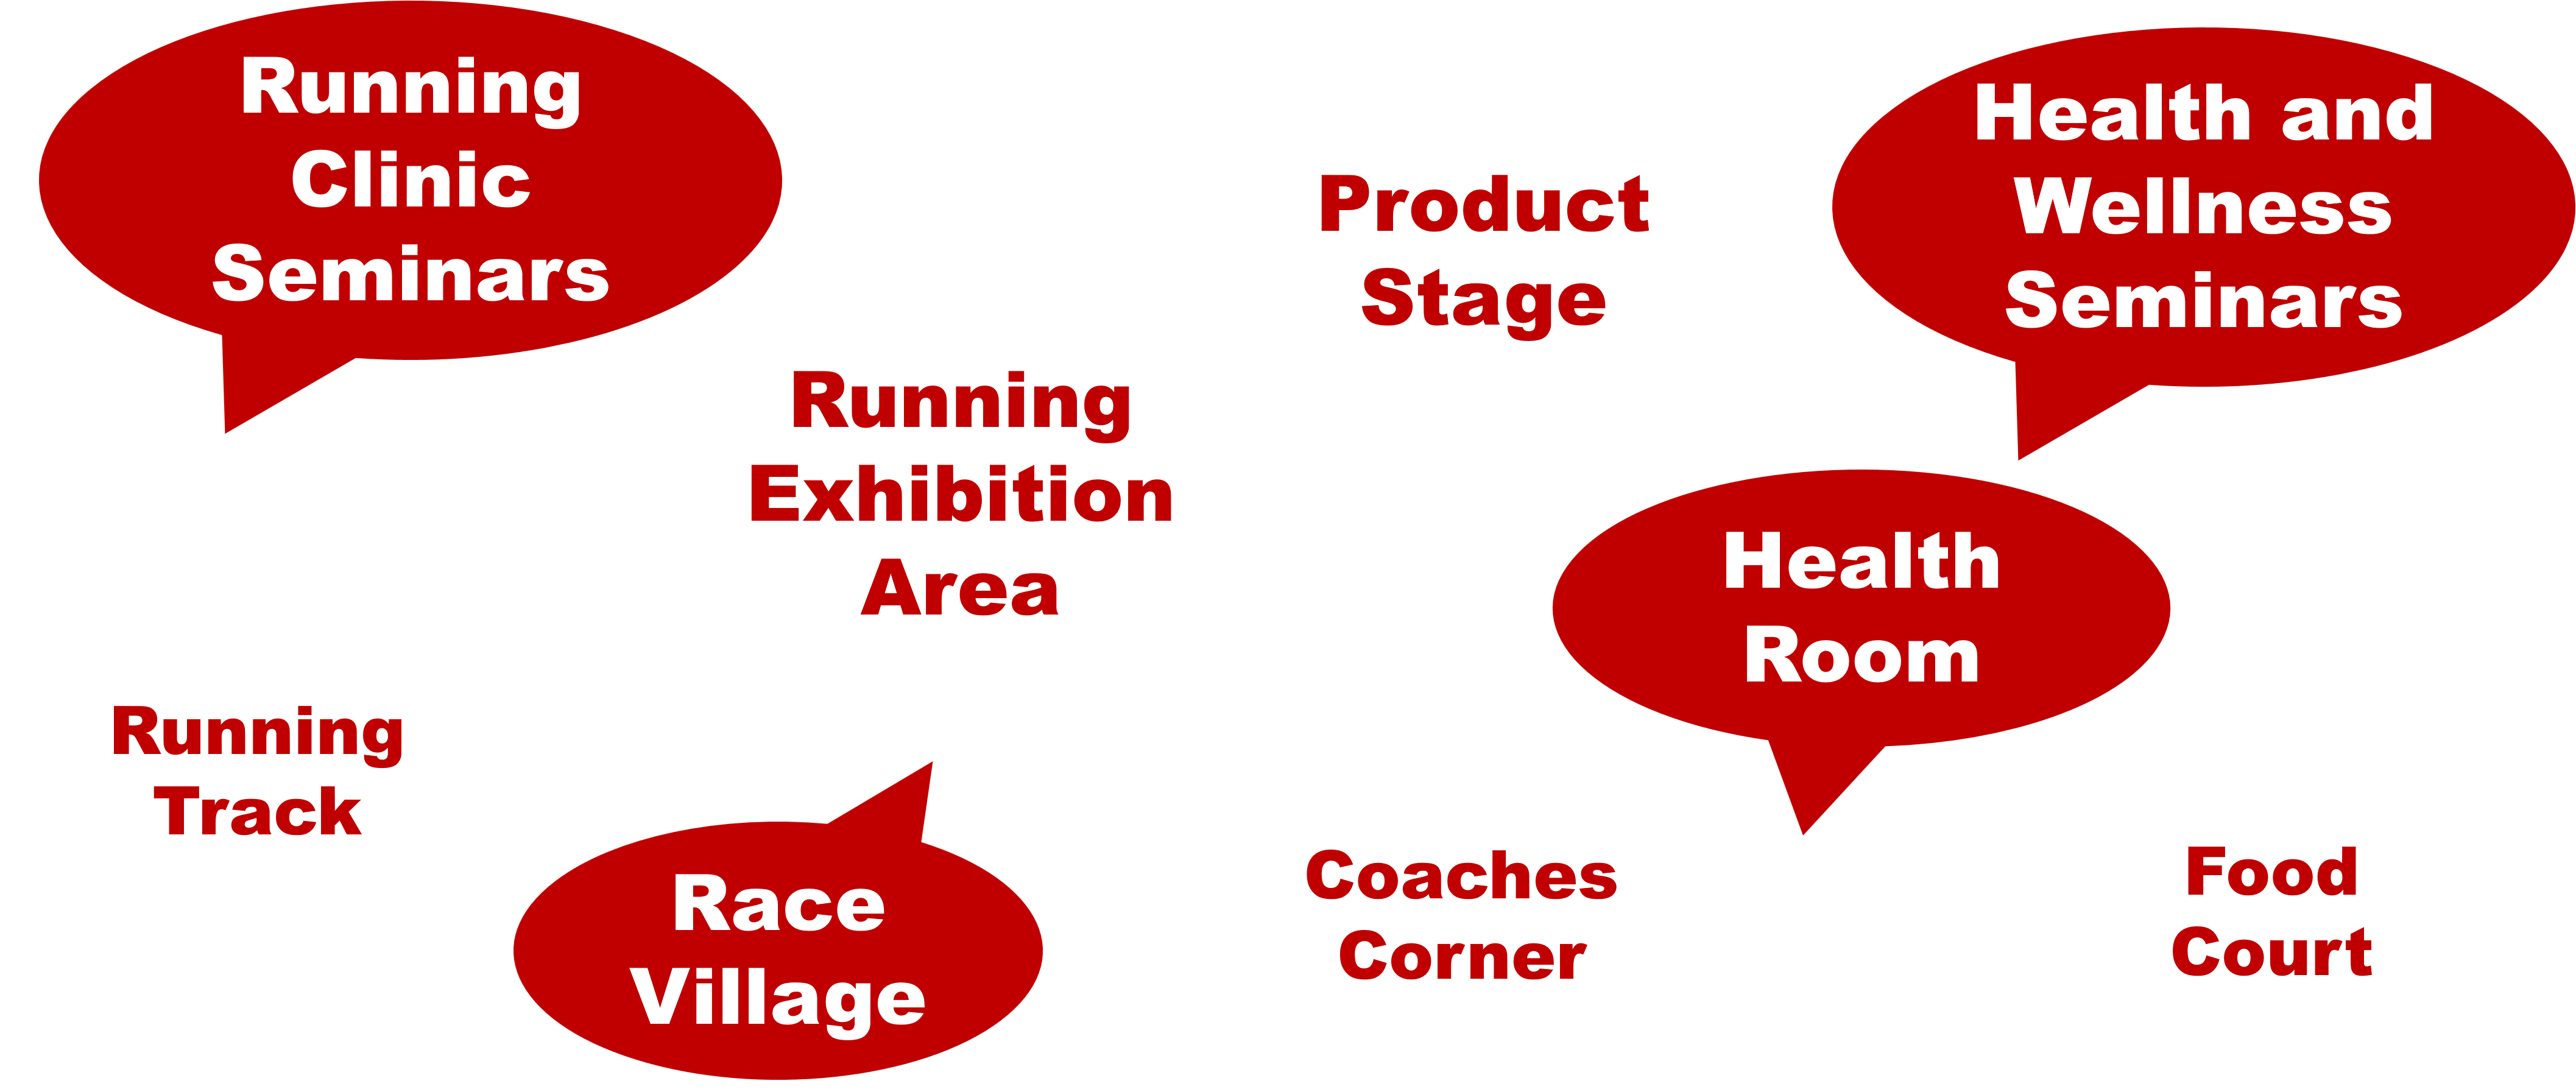 Running
Clinic
Seminars
Health and
Wellness
Seminars
Product
Stage
Running
Exhibition
Area
Health
Room
Running
Track
Race
Village
Coaches
Corner
Food
Court